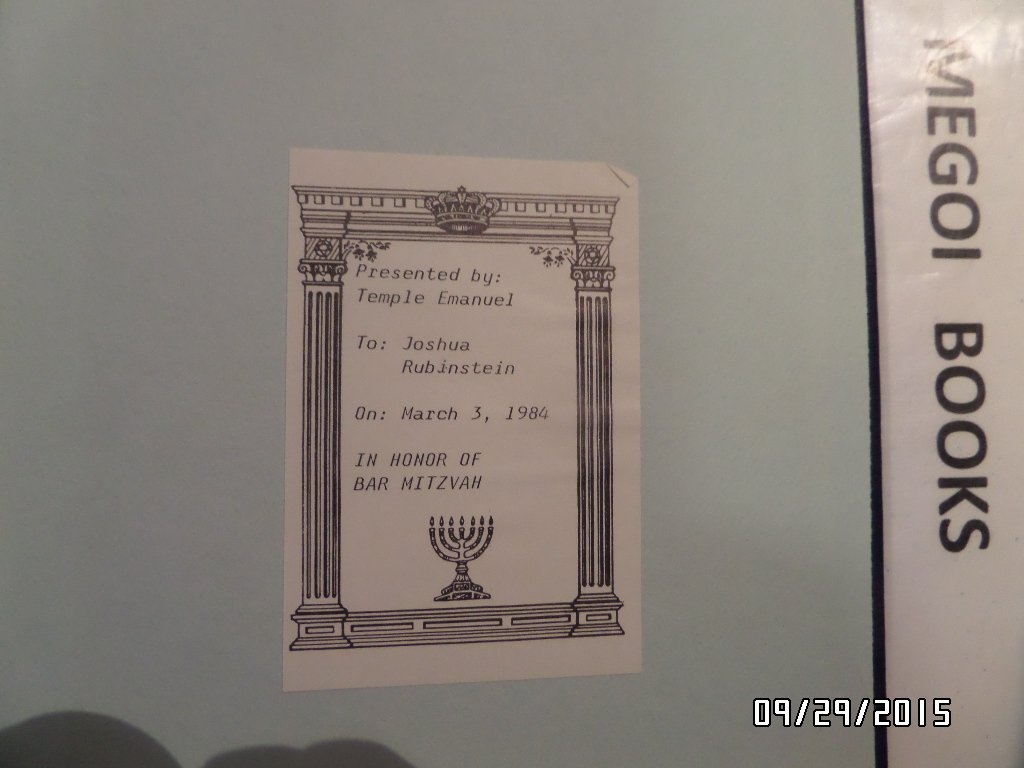 Presented by:
Temple Emanuel
To: Joshua
Rubinstein
On: March 3, 1984
IN HONOR OF
BAR MITZVAH
MEGOI BOOKS
09/29/2015